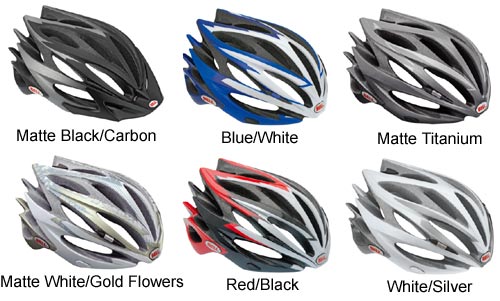 Matte Black/Carbon
Blue/White
Matte Titanium
Matte White/Gold Flowers
Red/Black
White/Silver